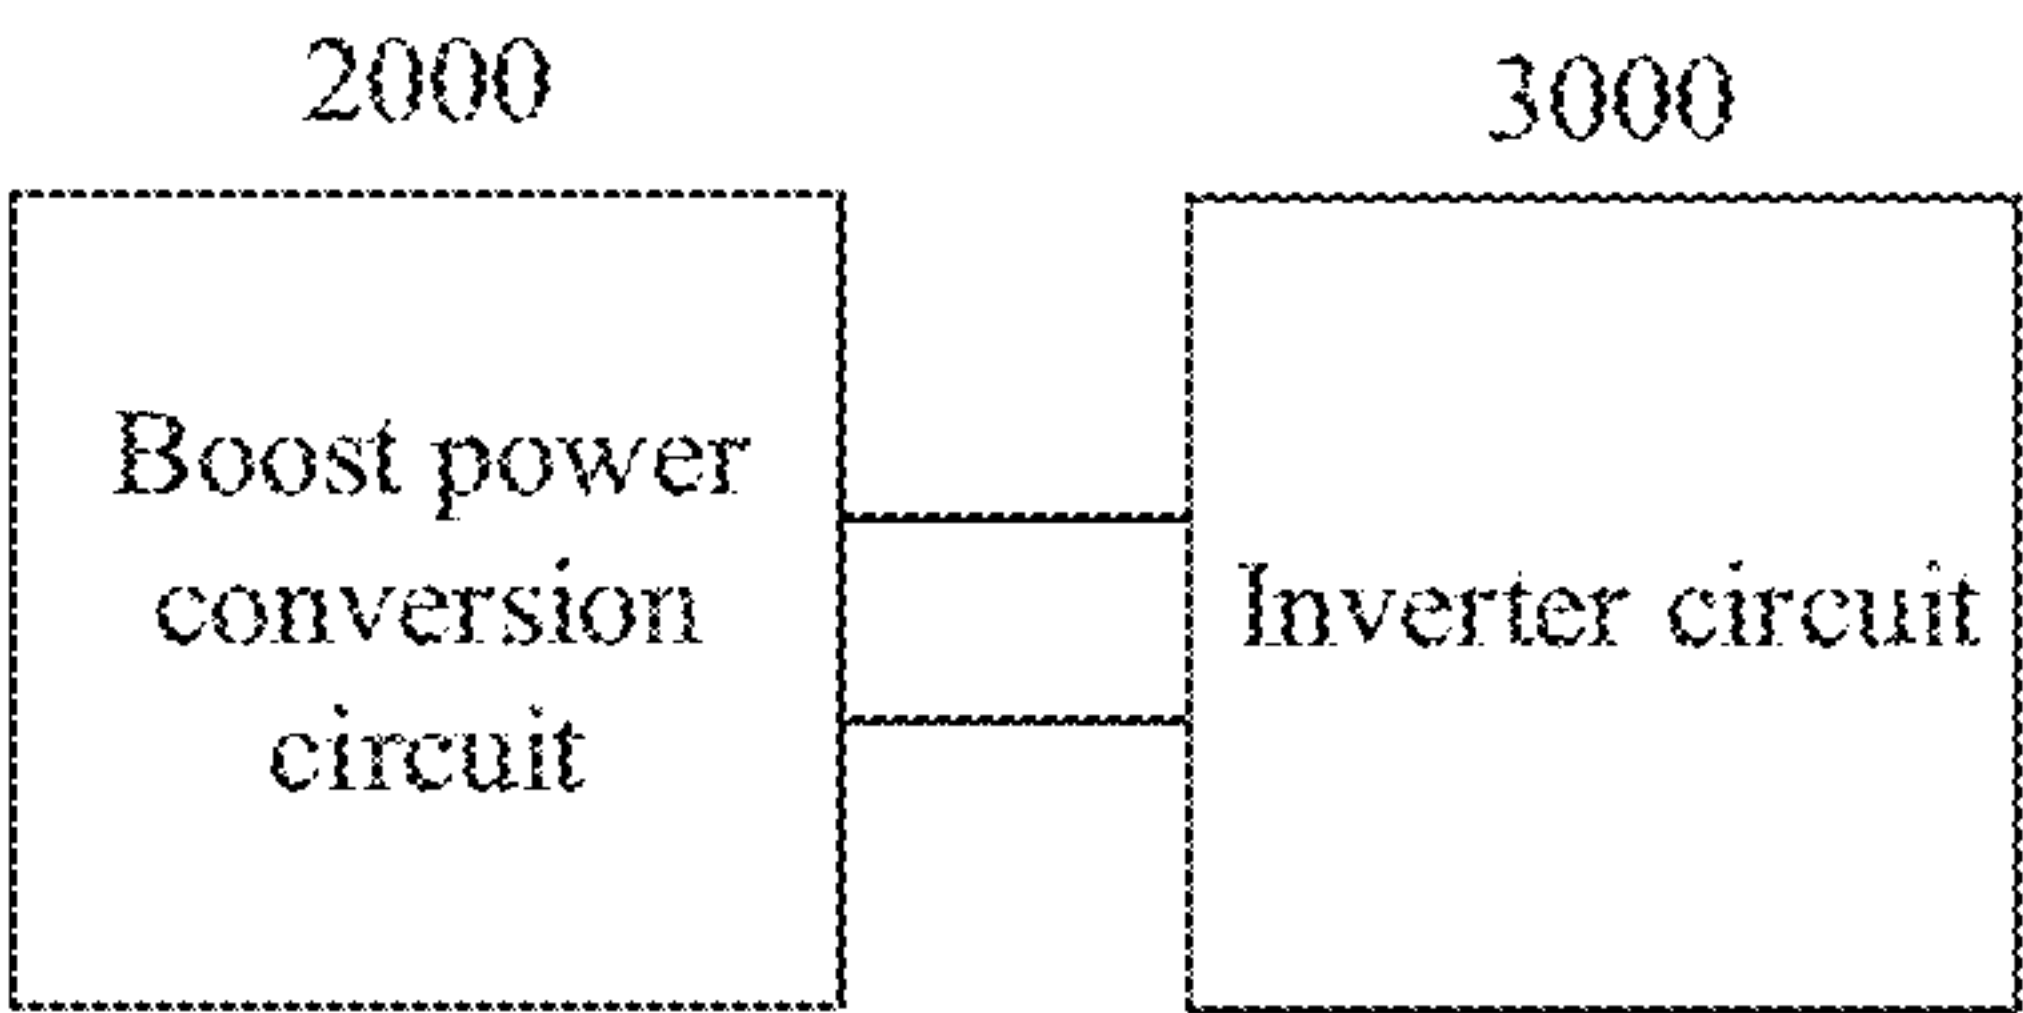 2000
Boost power
conversion
circuit
3000
Inverter circuit